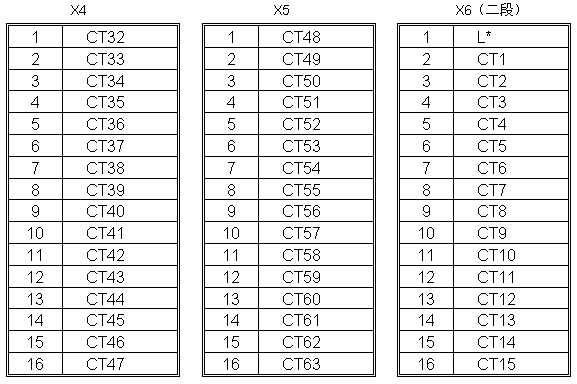 X4
1 CT32
2 CT33
3 CT34
4 CT35
5 CT36
6 CT37
7 CT38
8 CT39
9 CT40
10 CT41
11 CT42
12 CT43
13 CT44
14 CT45
15 CT46
16 CT47
X5
1 CT48
2 CT49
3 CT50
4 CT51
5 CT52
6 CT53
7 CT54
8 CT55
9 CT56
10 CT57
11 CT58
12 CT59
13 CT60
14 CT61
15 CT62
16 CT63
X6（二段）
1 L*
2 CT1
3 CT2
4 CT3
5 CT4
6 CT5
7 CT6
8 CT7
9 CT8
10 CT9
11 CT10
12 CT11
13 CT12
14 CT13
15 CT14
16 CT15